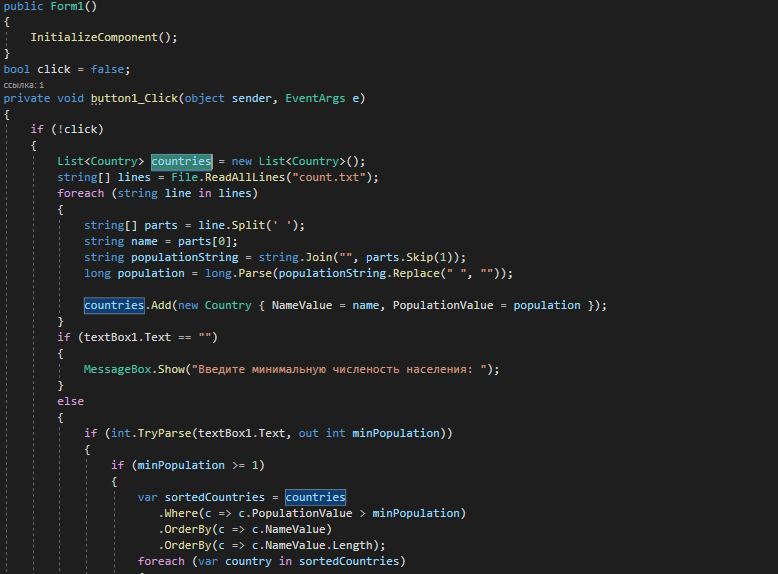 public Form1()
{
InitializeComponent();
}
bool click = false;
ссылка: 1
private void button1_Click(object sender, EventArgs e)
{
if (!click)
{
List<Country> countries = new List<Country>();
string[] lines = File.ReadAllLines("count.txt");
foreach (string line in lines)
{
string[] parts = line.Split(' ');
string name = parts[0];
string populationString = string.Join("", parts.Skip(1));
long population = long.Parse(populationString.Replace(" ", ""));
countries.Add(new Country { NameValue = name, PopulationValue = population });
}
if (textBox1.Text == "")
{
MessageBox.Show("Введите минимальную численость населения: ");
}
else
{
if (int.TryParse(textBox1.Text, out int minPopulation))
{
if (minPopulation >= 1)
{
var sortedCountries = countries
.Where(c => c.PopulationValue > minPopulation)
.OrderBy(c => c.NameValue)
.OrderBy(c => c.NameValue.Length);
foreach (var country in sortedCountries)